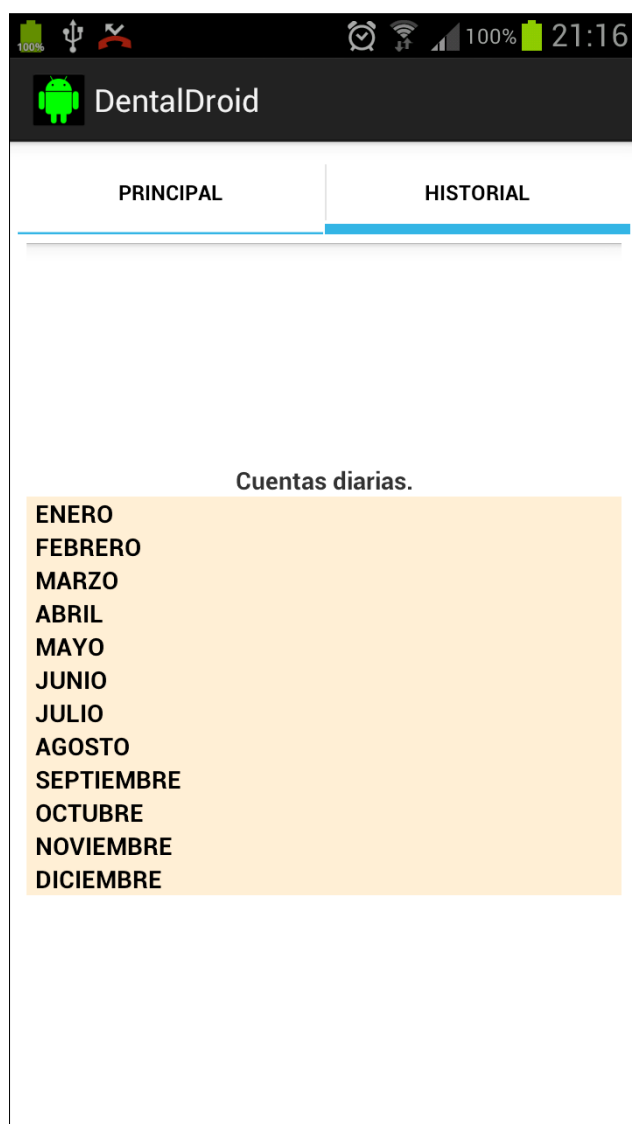 100%
100% 21:16
DentalDroid
PRINCIPAL HISTORIAL
Cuentas diarias.
ENERO
FEBRERO
MARZO
ABRIL
MAYO
JUNIO
JULIO
AGOSTO
SEPTIEMBRE
OCTUBRE
NOVIEMBRE
DICIEMBRE